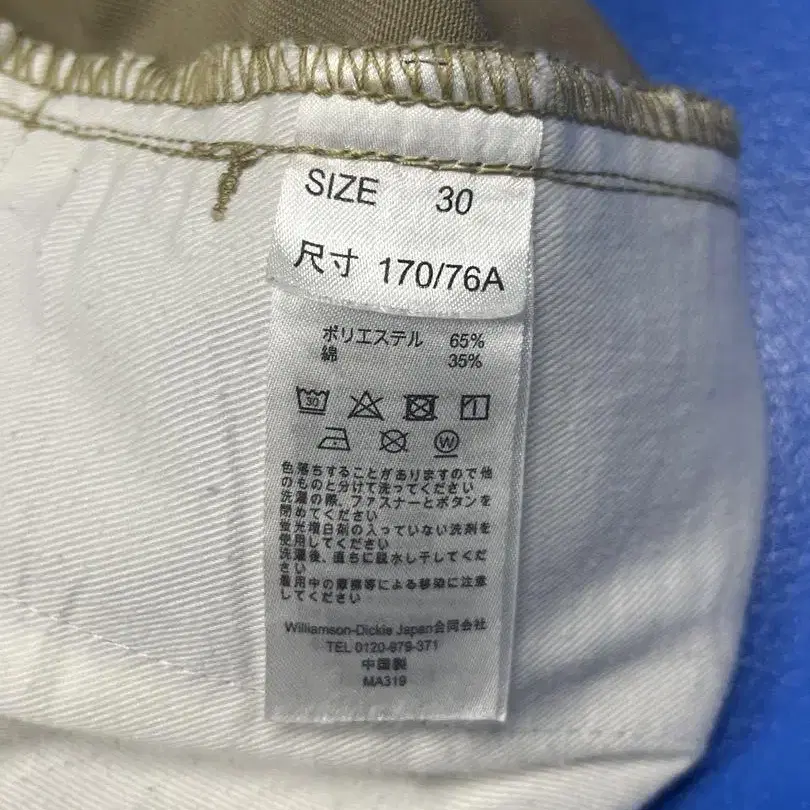 SIZE 30
尺寸 170/76A
ポリエステル 65%
綿 35%
30
W
色落ちすることがありますので他
のものと分けて洗ってください
洗濯の際、ファスナーとボタンを
閉めてください
蛍光増白剤の入っていない洗剤を
使用してください
洗濯後、直ちに脱水し干してくだ
さい
着用中の摩擦等による移染に注意
してください
Williamson-Dickie Japan合同会社
TEL 0120-979-371
中国製
MA319